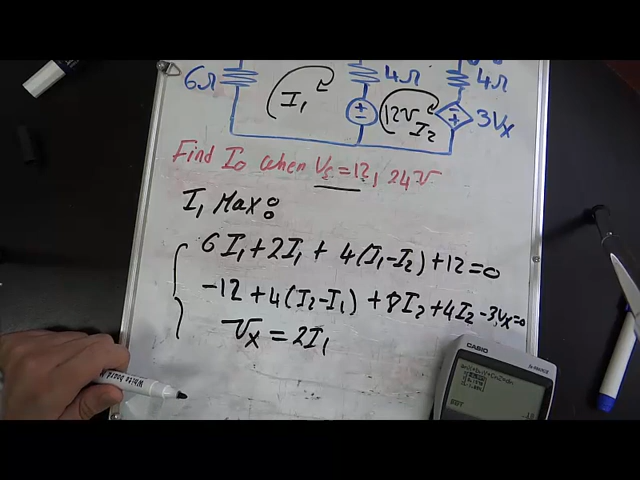 6Ω 4Ω 4Ω
I₁ 12v I₂ 3Vx
Find I₀ when Vs=12, 24v
I₁ Max:
6I₁+2I₁+4(I₁-I₂)+12=0
-12+4(I₂-I₁)+8I₂+4I₂-3Vx=0
Vx=2I₁